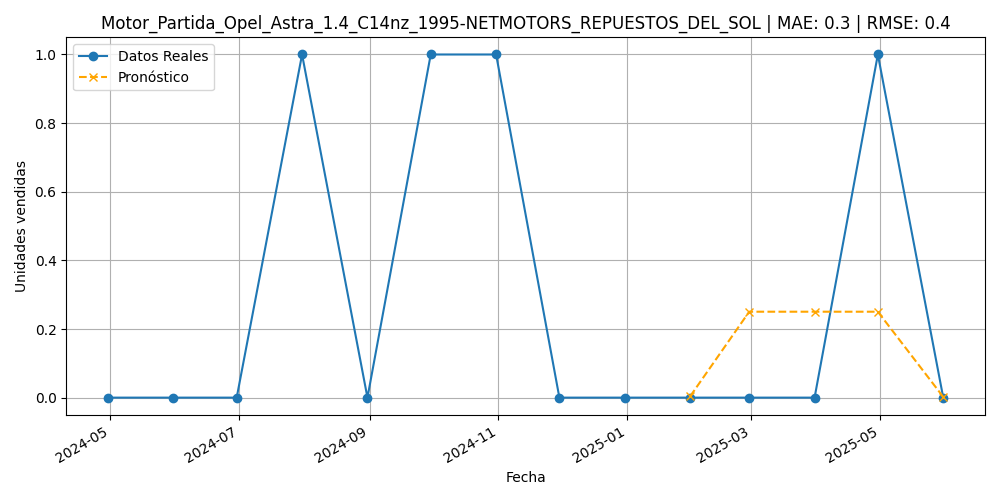 Motor_Partida_Opel_Astra_1.4_C14nz_1995-NETMOTORS_REPUESTOS_DEL_SOL | MAE: 0.3 | RMSE: 0.4
Datos Reales
Pronóstico
Unidades vendidas
1.0
0.8
0.6
0.4
0.2
0.0
2024-05
2024-07
2024-09
2024-11
2025-01
2025-03
2025-05
Fecha